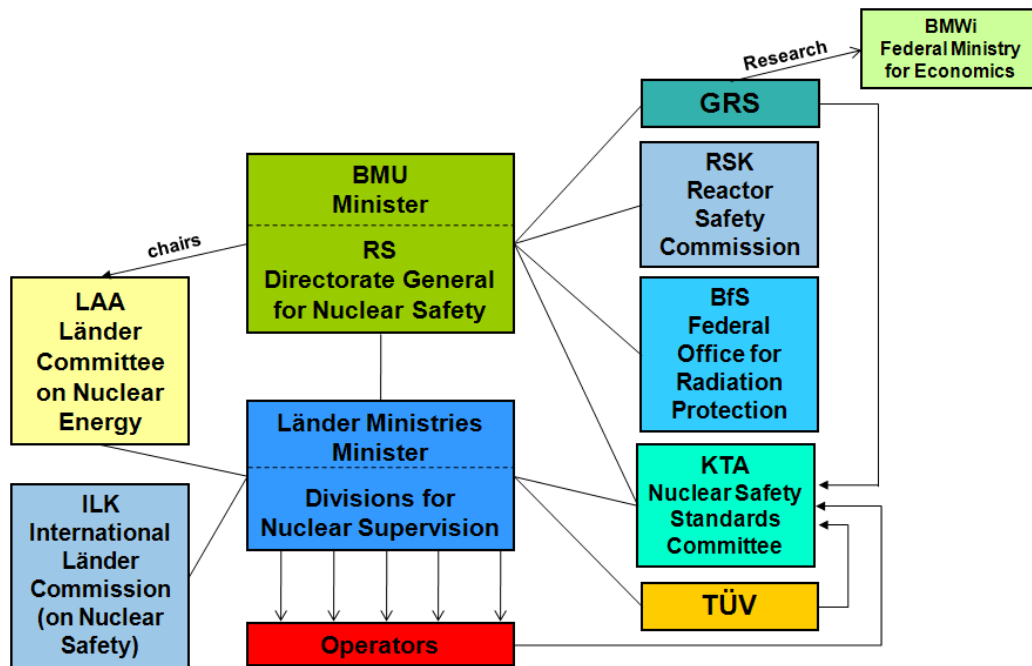 BMWi
Federal Ministry
for Economics
Research
GRS
BMU
Minister
RS
Directorate General
for Nuclear Safety
RSK
Reactor
Safety
Commission
chairs
LAA
Länder
Committee
on Nuclear
Energy
BfS
Federal
Office for
Radiation
Protection
Länder Ministries
Minister
Divisions for
Nuclear Supervision
KTA
Nuclear Safety
Standards
Committee
ILK
International
Länder
Commission
(on Nuclear
Safety)
TÜV
Operators